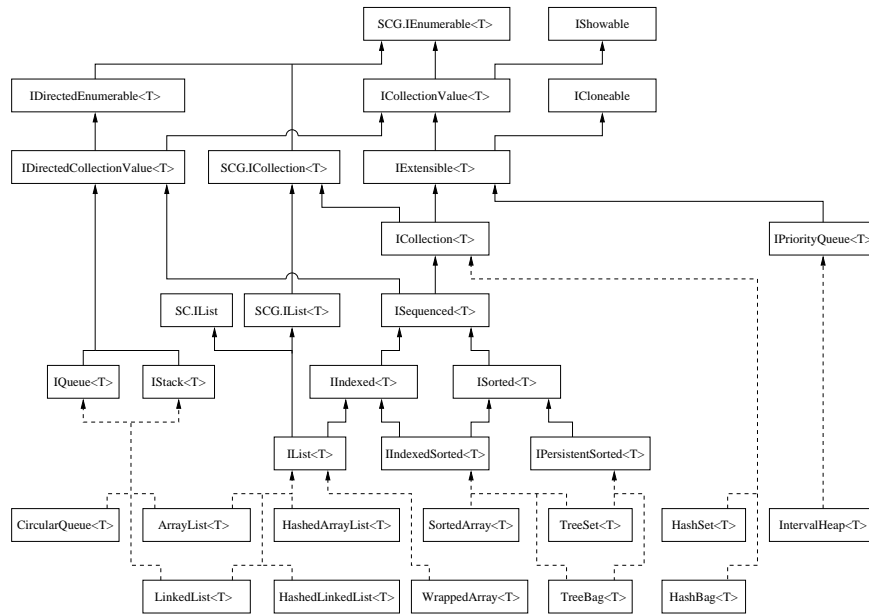 SCG.IEnumerable<T>
IShowable
IDirectedEnumerable<T>
ICollectionValue<T>
ICloneable
IDirectedCollectionValue<T>
SCG.ICollection<T>
IExtensible<T>
ICollection<T>
IPriorityQueue<T>
SC.IList
SCG.IList<T>
ISequenced<T>
IQueue<T>
IStack<T>
IIndexed<T>
ISorted<T>
IList<T>
IIndexedSorted<T>
IPersistentSorted<T>
CircularQueue<T>
ArrayList<T>
HashedArrayList<T>
SortedArray<T>
TreeSet<T>
HashSet<T>
IntervalHeap<T>
LinkedList<T>
HashedLinkedList<T>
WrappedArray<T>
TreeBag<T>
HashBag<T>